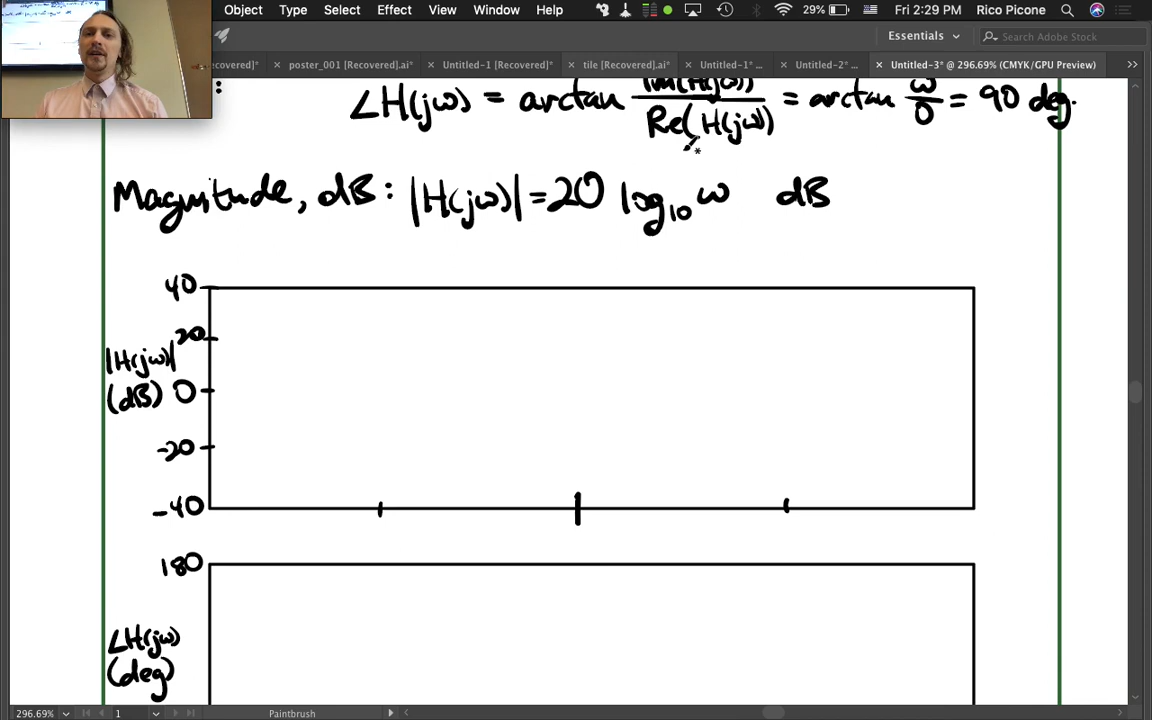 Object Type Select Effect View Window Help 29% Fri 2:29 PM Rico Picone
Essentials Search Adobe Stock
covered]* × poster_001 [Recovered].ai* × Untitled-1 [Recovered]* × tile [Recovered].ai* × Untitled-1* ... × Untitled-2* ... × Untitled-3* @ 296.69% (CMYK/GPU Preview) >>
: ∠H(jω) = arctan Im(H(jω)) / Re(H(jω)) = arctan ω/0 = 90 deg.
Magnitude, dB: |H(jω)| = 20 log₁₀ ω dB
40
20
|H(jω)|
(dB) 0
-20
-40
180
∠H(jω)
(deg)
296.69% 1 Paintbrush